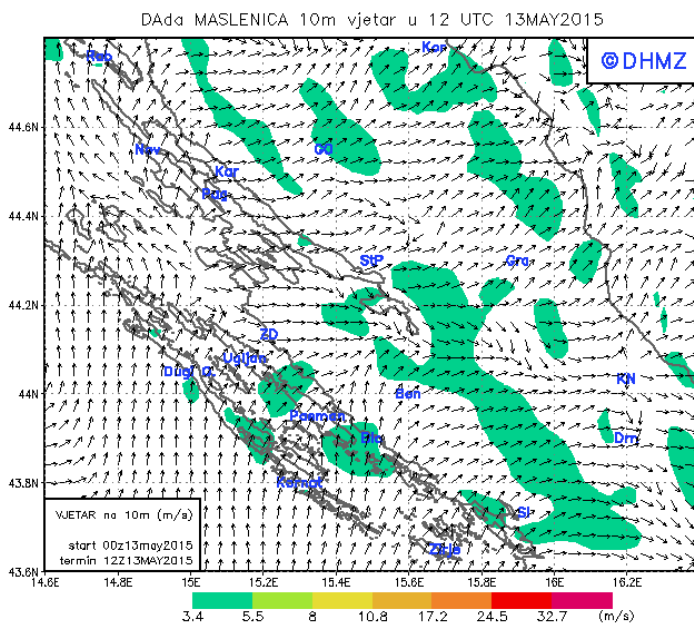 DAda MASLENICA 10m vjetar u 12 UTC 13MAY2015
©DHMZ
Rab
Kor
44.6N
Nov
GO
Kar
Pag
44.4N
StP
Gra
44.2N
ZD
Ugljan
Dugi O.
KN
44N
Ben
Pasman
Bio
Drn
43.8N
Kornat
Si
Zirje
VJETAR na 10m (m/s)
start 00z13may2015
termin 12Z13MAY2015
43.6N
14.6E 14.8E 15E 15.2E 15.4E 15.6E 15.8E 16E 16.2E
3.4 5.5 8 10.8 17.2 24.5 32.7 (m/s)